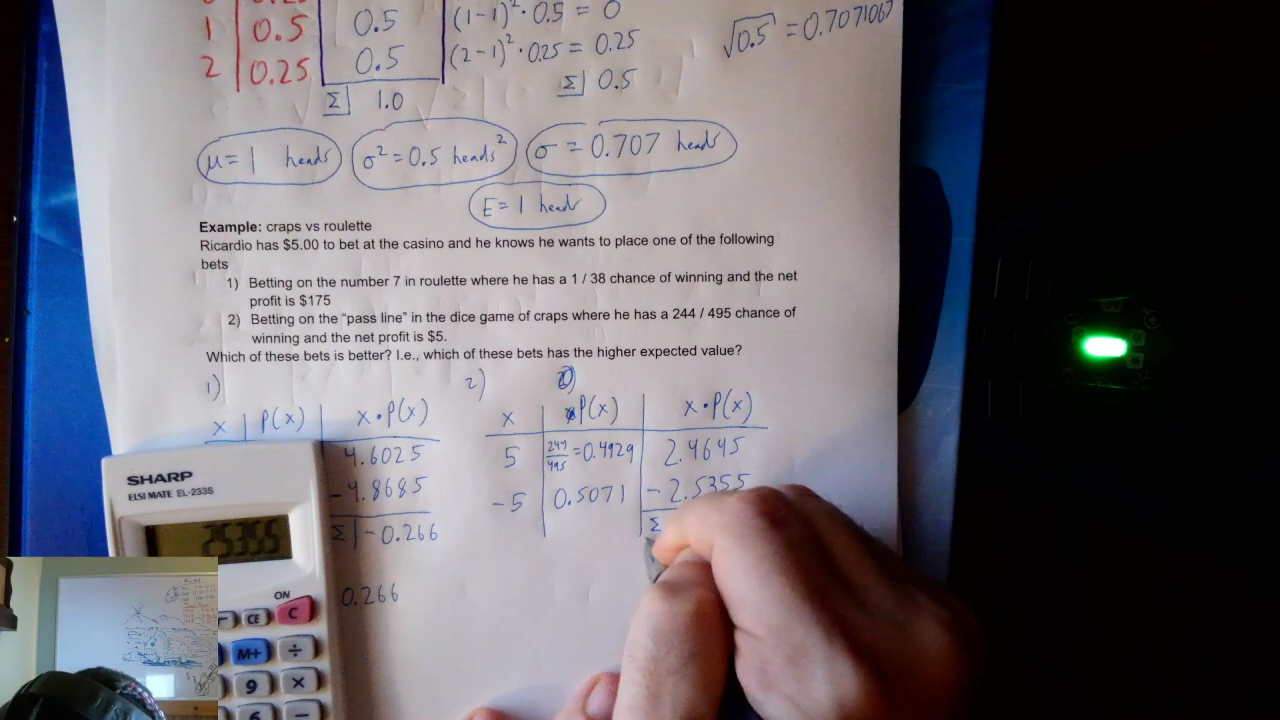 1 0.5 0.5 (1-1)²·0.5 = 0 √0.5 = 0.7071067
2 0.25 0.5 (2-1)²·0.25 = 0.25
Σ 1.0 Σ 0.5
μ = 1 heads σ² = 0.5 heads² σ = 0.707 heads
E = 1 heads
Example: craps vs roulette
Ricardio has $5.00 to bet at the casino and he knows he wants to place one of the following
bets
1) Betting on the number 7 in roulette where he has a 1 / 38 chance of winning and the net
profit is $175
2) Betting on the “pass line” in the dice game of craps where he has a 244 / 495 chance of
winning and the net profit is $5.
Which of these bets is better? I.e., which of these bets has the higher expected value?
1) 2)
x P(x) x·P(x) x P(x) x·P(x)
4.6025 5 244/495 = 0.4929 2.4645
-4.8685 -5 0.5071 -2.5355
Σ -0.266 Σ
0.266
SHARP
ELSI MATE EL-233S
25355
ON
CE C
M+ ÷
9 ×
6 −